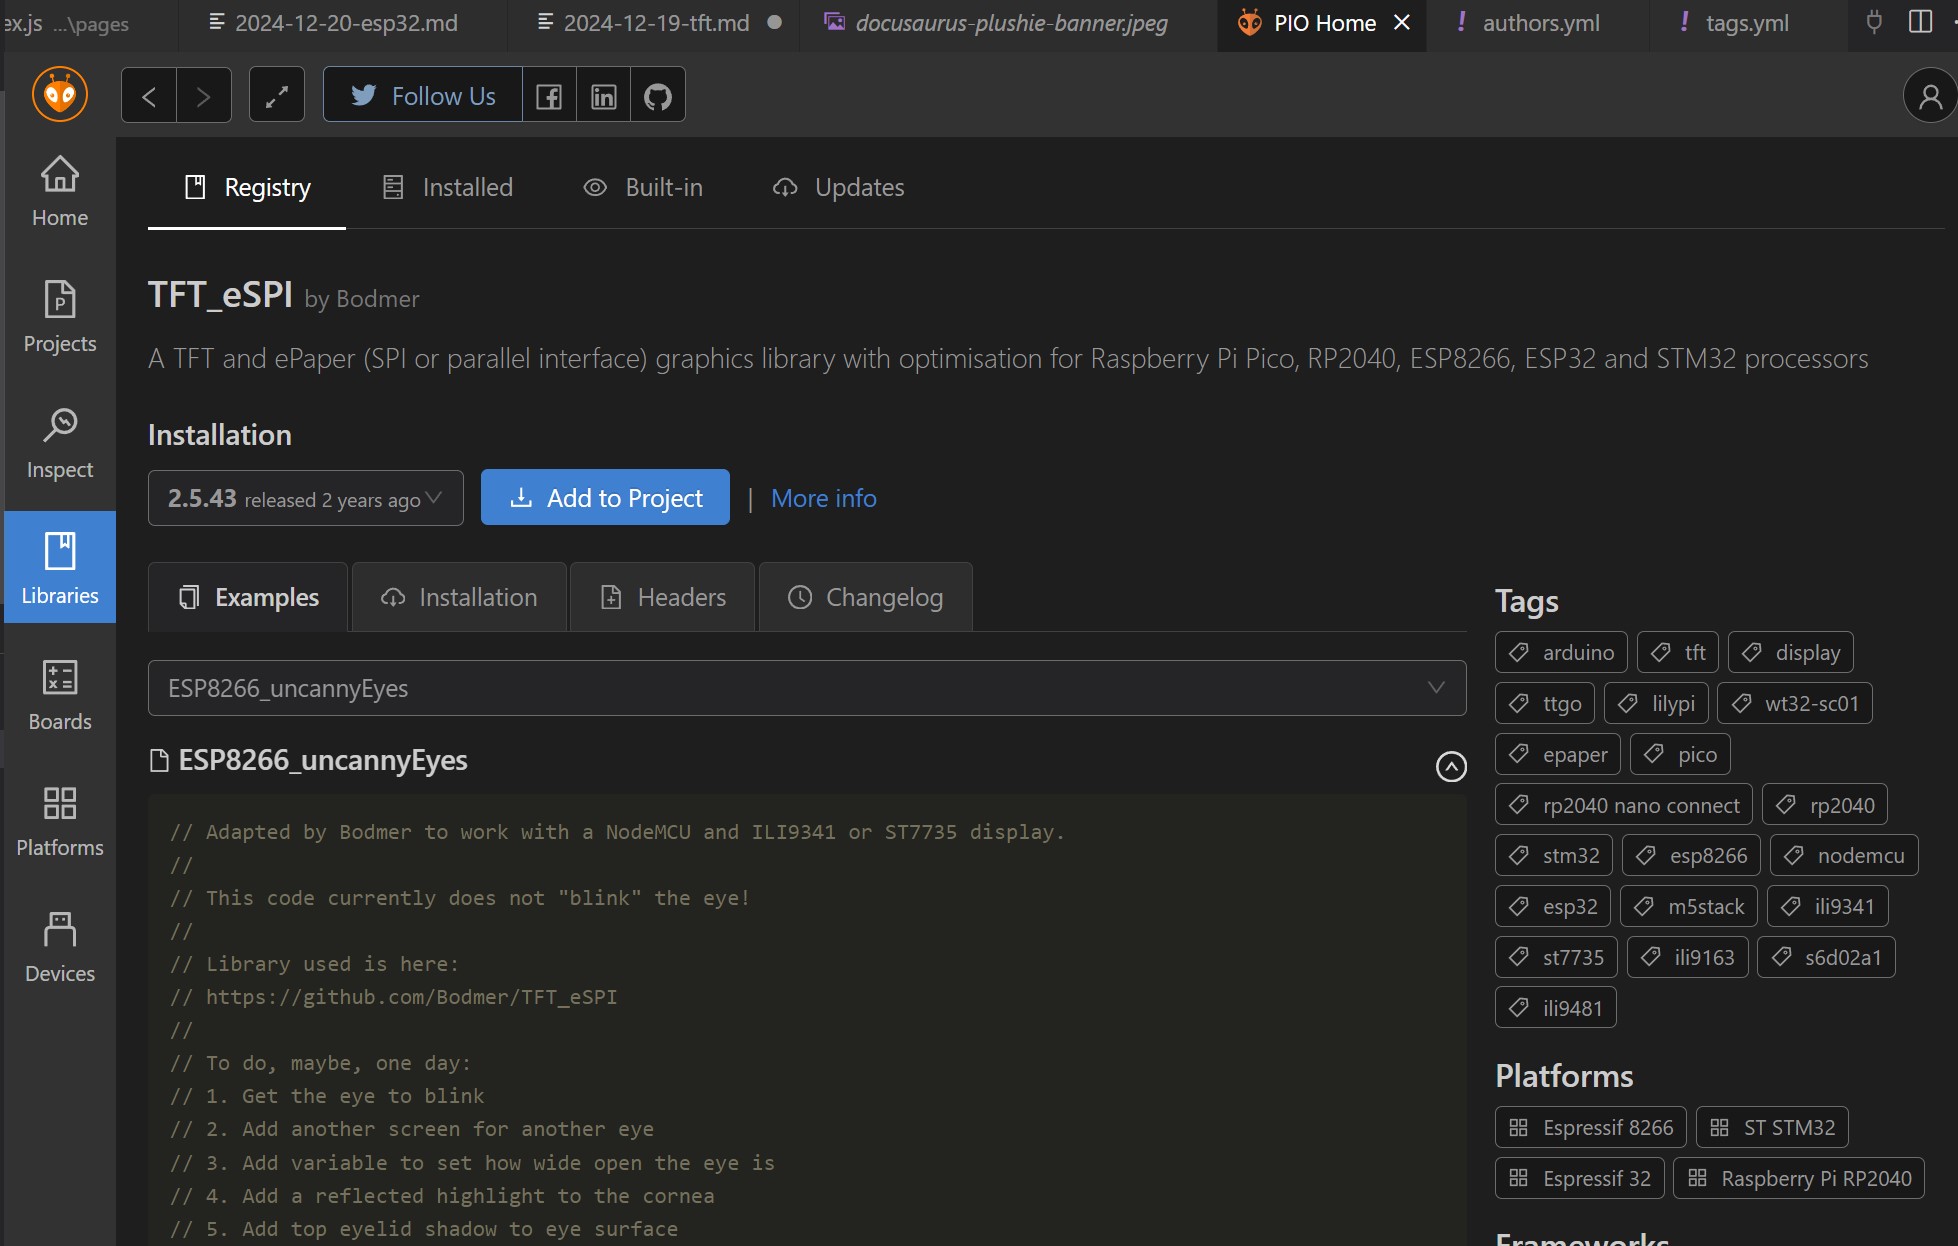 ex.js ...\pages
2024-12-20-esp32.md
2024-12-19-tft.md
docusaurus-plushie-banner.jpeg
PIO Home
! authors.yml
! tags.yml
Follow Us
Home
Projects
Inspect
Libraries
Boards
Platforms
Devices
Registry
Installed
Built-in
Updates
TFT_eSPI by Bodmer
A TFT and ePaper (SPI or parallel interface) graphics library with optimisation for Raspberry Pi Pico, RP2040, ESP8266, ESP32 and STM32 processors
Installation
2.5.43 released 2 years ago
Add to Project
| More info
Examples
Installation
Headers
Changelog
ESP8266_uncannyEyes
ESP8266_uncannyEyes
// Adapted by Bodmer to work with a NodeMCU and ILI9341 or ST7735 display.
//
// This code currently does not "blink" the eye!
//
// Library used is here:
// https://github.com/Bodmer/TFT_eSPI
//
// To do, maybe, one day:
// 1. Get the eye to blink
// 2. Add another screen for another eye
// 3. Add variable to set how wide open the eye is
// 4. Add a reflected highlight to the cornea
// 5. Add top eyelid shadow to eye surface
Tags
arduino
tft
display
ttgo
lilypi
wt32-sc01
epaper
pico
rp2040 nano connect
rp2040
stm32
esp8266
nodemcu
esp32
m5stack
ili9341
st7735
ili9163
s6d02a1
ili9481
Platforms
Espressif 8266
ST STM32
Espressif 32
Raspberry Pi RP2040
Frameworks